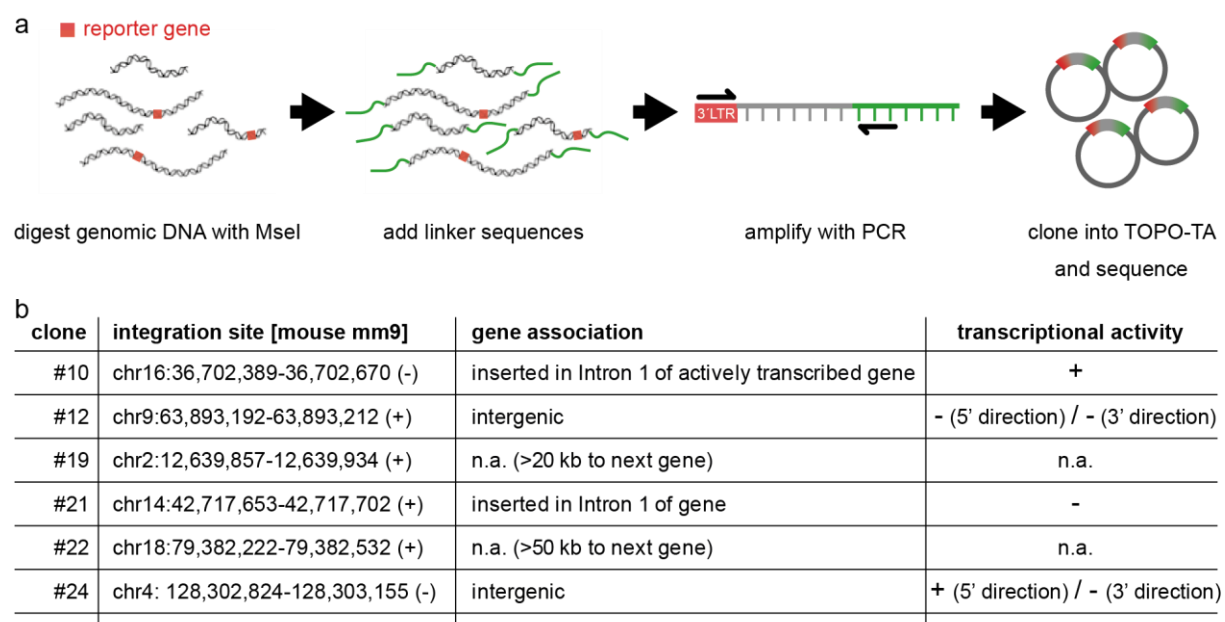 a
reporter gene
3´LTR
digest genomic DNA with MseI
add linker sequences
amplify with PCR
clone into TOPO-TA
and sequence
b
clone integration site [mouse mm9] gene association transcriptional activity
#10 chr16:36,702,389-36,702,670 (-) inserted in Intron 1 of actively transcribed gene +
#12 chr9:63,893,192-63,893,212 (+) intergenic - (5' direction) / - (3' direction)
#19 chr2:12,639,857-12,639,934 (+) n.a. (>20 kb to next gene) n.a.
#21 chr14:42,717,653-42,717,702 (+) inserted in Intron 1 of gene -
#22 chr18:79,382,222-79,382,532 (+) n.a. (>50 kb to next gene) n.a.
#24 chr4: 128,302,824-128,303,155 (-) intergenic + (5' direction) / - (3' direction)